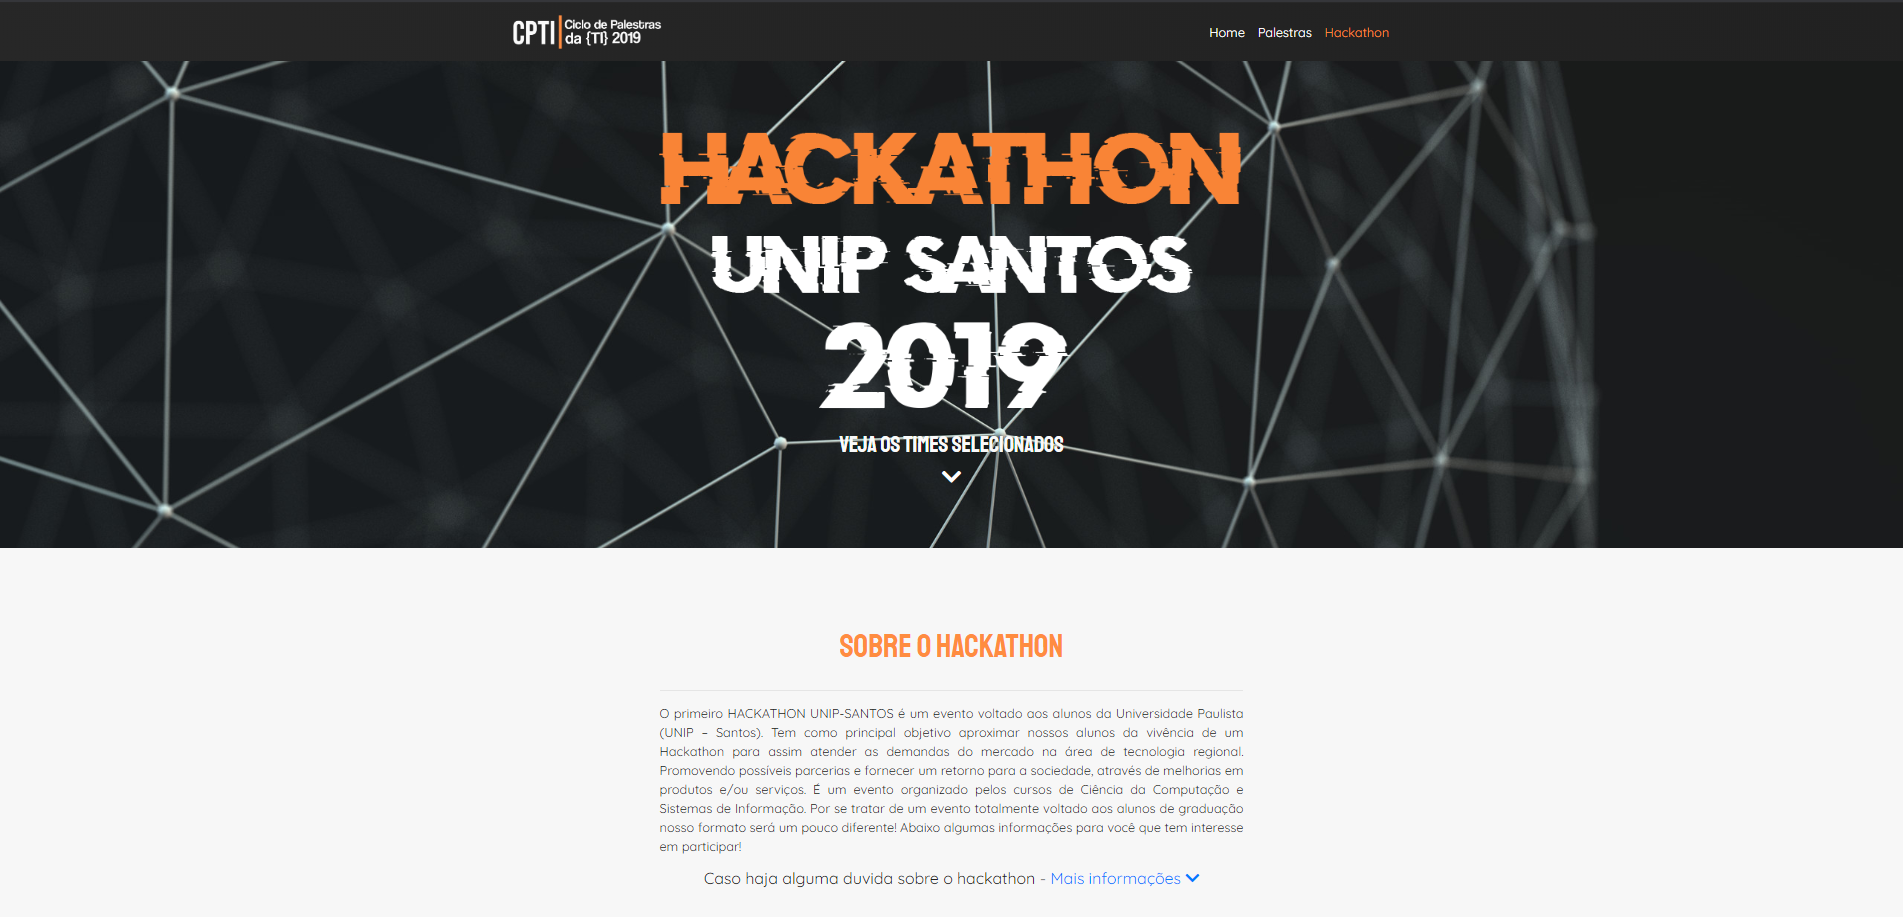 CPTI
Ciclo de Palestras
da {TI} 2019
Home Palestras Hackathon
HACKATHON
UNIP SANTOS
2019
VEJA OS TIMES SELECIONADOS
SOBRE O HACKATHON
O primeiro HACKATHON UNIP-SANTOS é um evento voltado aos alunos da Universidade Paulista
(UNIP – Santos). Tem como principal objetivo aproximar nossos alunos da vivência de um
Hackathon para assim atender as demandas do mercado na área de tecnologia regional.
Promovendo possíveis parcerias e fornecer um retorno para a sociedade, através de melhorias em
produtos e/ou serviços. É um evento organizado pelos cursos de Ciência da Computação e
Sistemas de Informação. Por se tratar de um evento totalmente voltado aos alunos de graduação
nosso formato será um pouco diferente! Abaixo algumas informações para você que tem interesse
em participar!
Caso haja alguma duvida sobre o hackathon - Mais informações